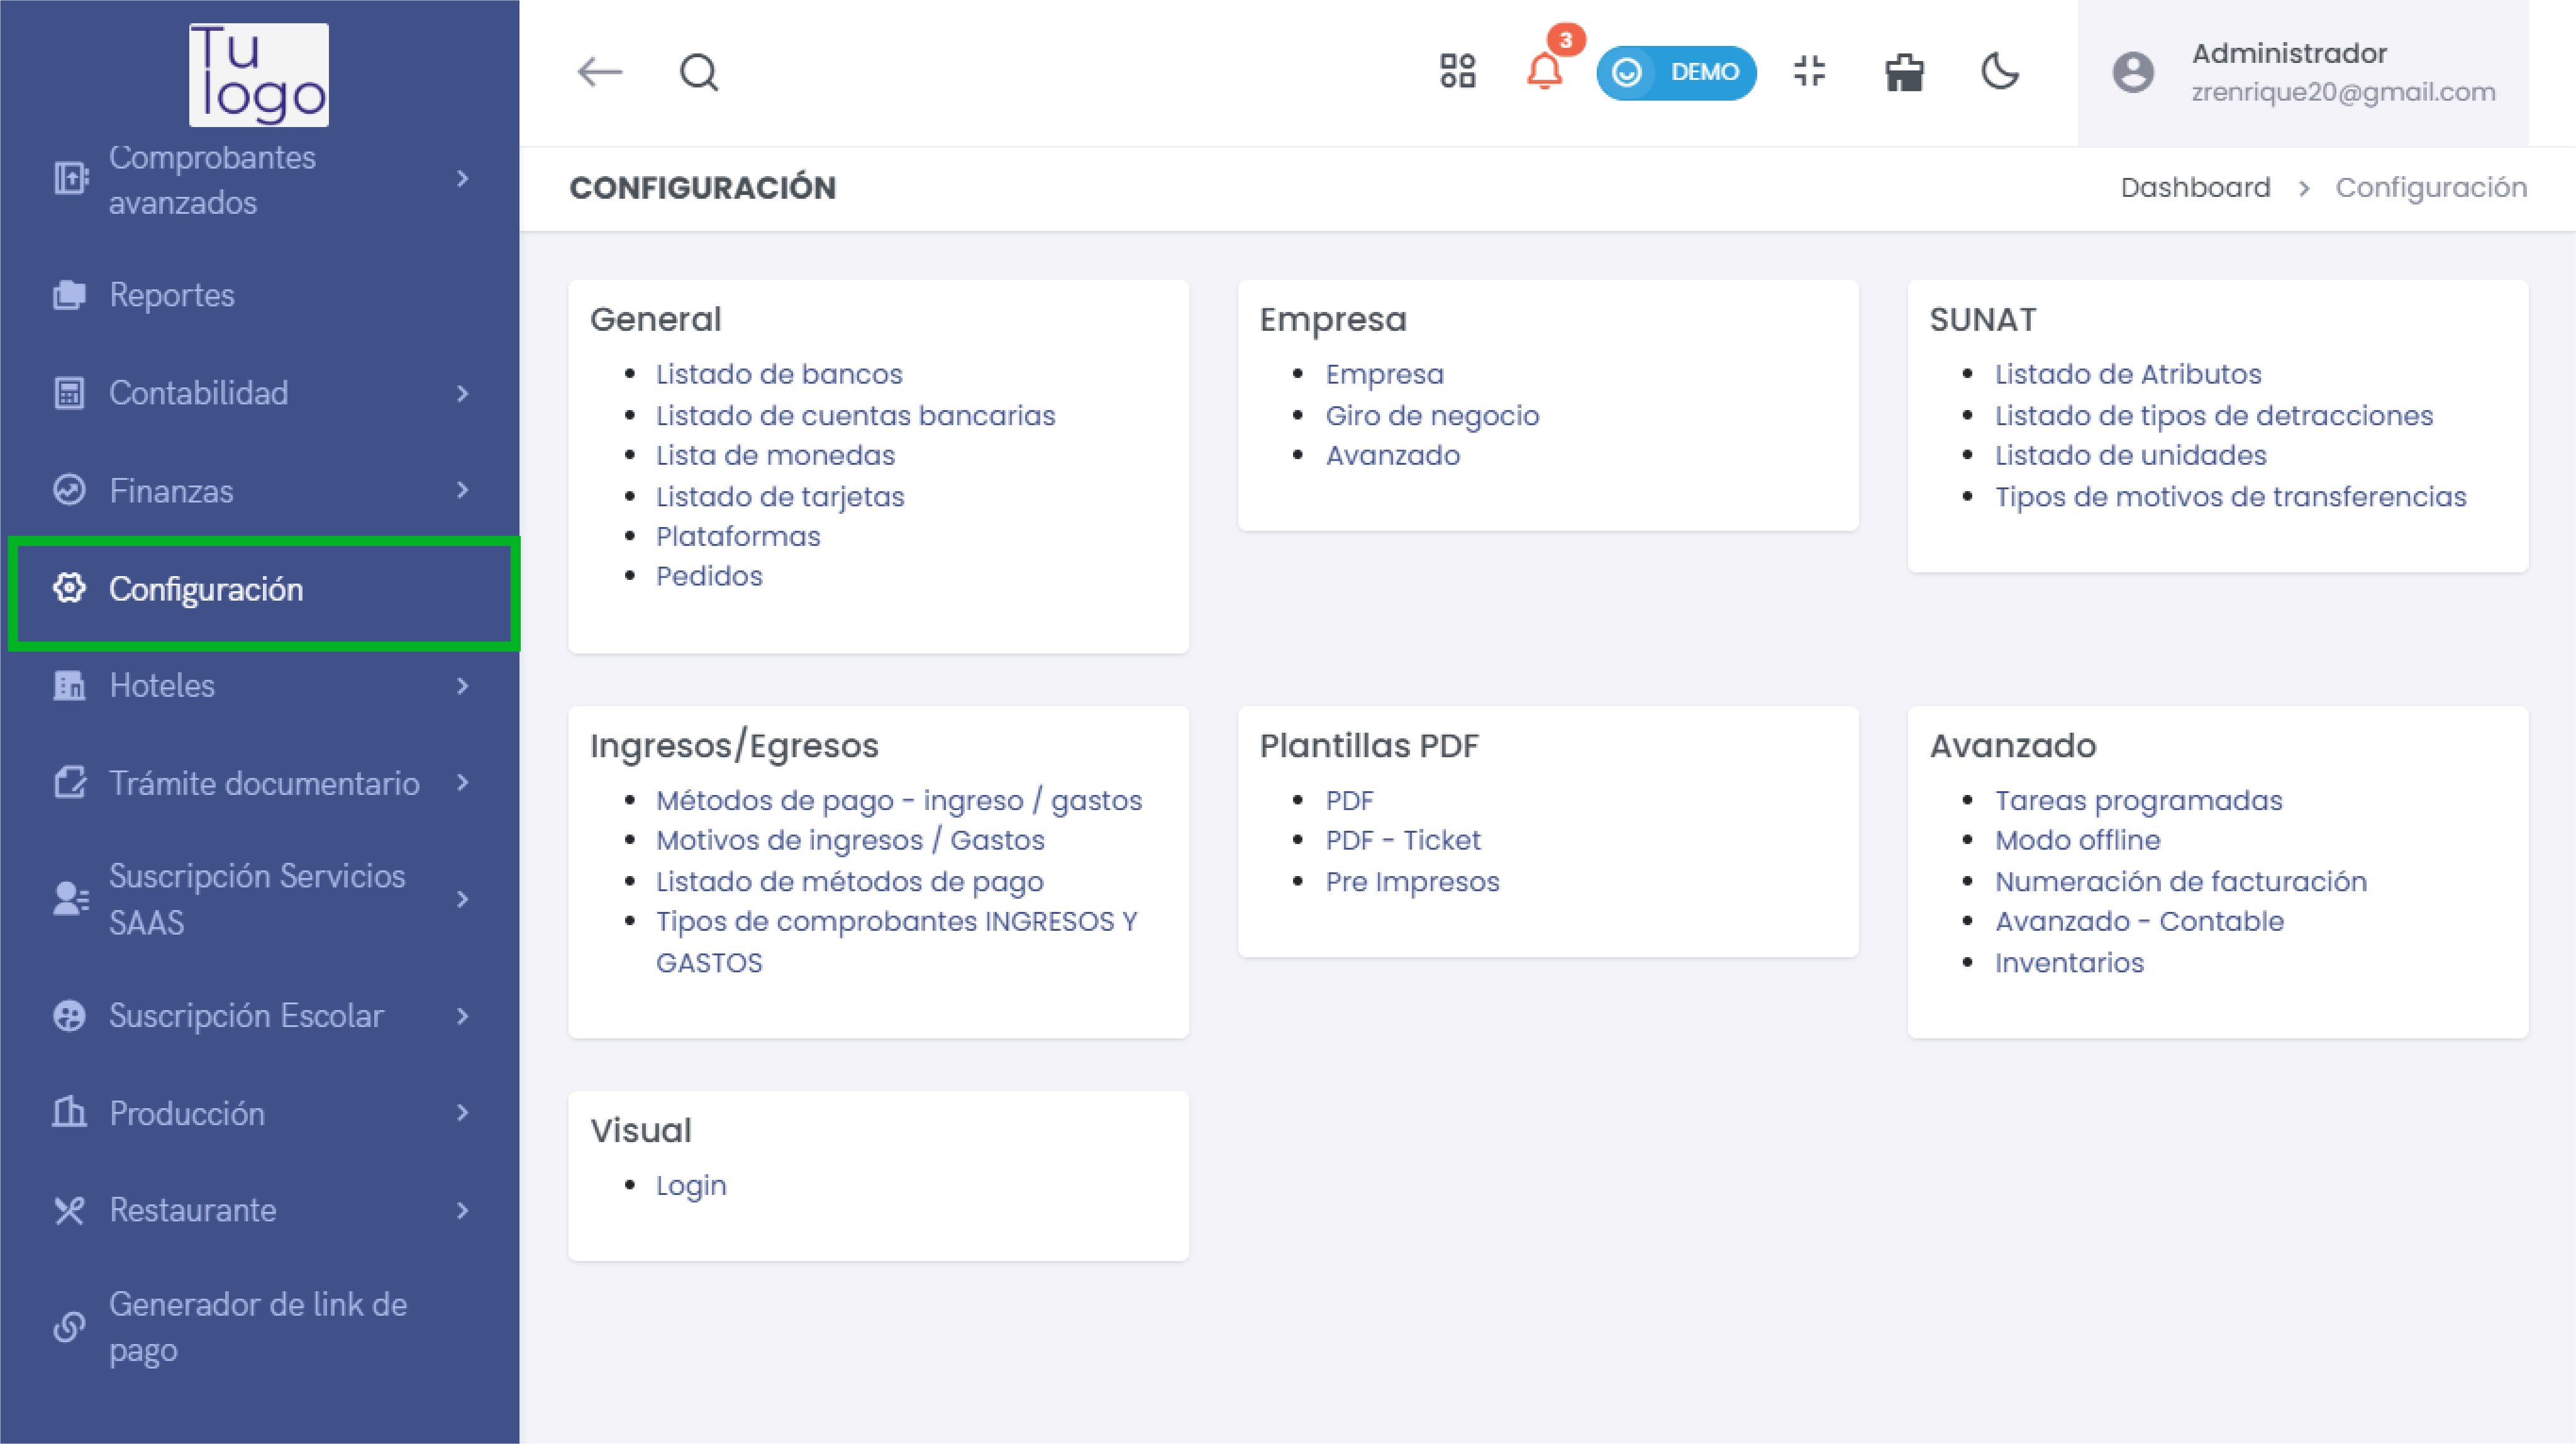 Tu
logo
Comprobantes
avanzados
Reportes
Contabilidad
Finanzas
Configuración
Hoteles
Trámite documentario
Suscripción Servicios
SAAS
Suscripción Escolar
Producción
Restaurante
Generador de link de
pago
3
DEMO
Administrador
zrenrique20@gmail.com
CONFIGURACIÓN
Dashboard > Configuración
General
• Listado de bancos
• Listado de cuentas bancarias
• Lista de monedas
• Listado de tarjetas
• Plataformas
• Pedidos
Empresa
• Empresa
• Giro de negocio
• Avanzado
SUNAT
• Listado de Atributos
• Listado de tipos de detracciones
• Listado de unidades
• Tipos de motivos de transferencias
Ingresos/Egresos
• Métodos de pago - ingreso / gastos
• Motivos de ingresos / Gastos
• Listado de métodos de pago
• Tipos de comprobantes INGRESOS Y
GASTOS
Plantillas PDF
• PDF
• PDF - Ticket
• Pre Impresos
Avanzado
• Tareas programadas
• Modo offline
• Numeración de facturación
• Avanzado - Contable
• Inventarios
Visual
• Login